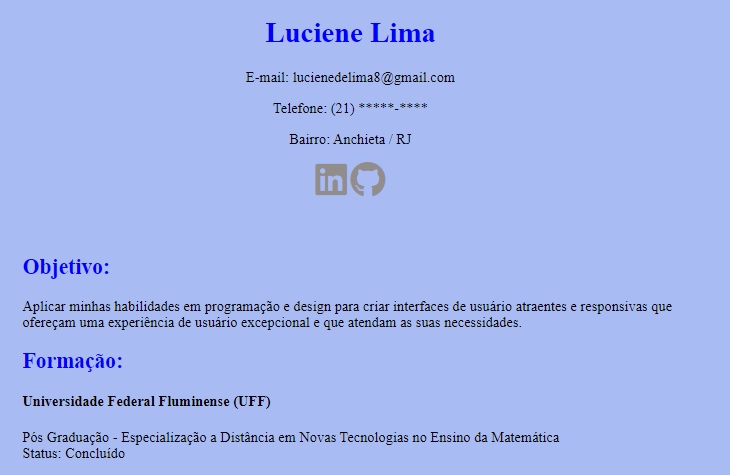 Luciene Lima
E-mail: lucienedelima8@gmail.com
Telefone: (21) *****-****
Bairro: Anchieta / RJ
in
Objetivo:
Aplicar minhas habilidades em programação e design para criar interfaces de usuário atraentes e responsivas que
ofereçam uma experiência de usuário excepcional e que atendam as suas necessidades.
Formação:
Universidade Federal Fluminense (UFF)
Pós Graduação - Especialização a Distância em Novas Tecnologias no Ensino da Matemática
Status: Concluído